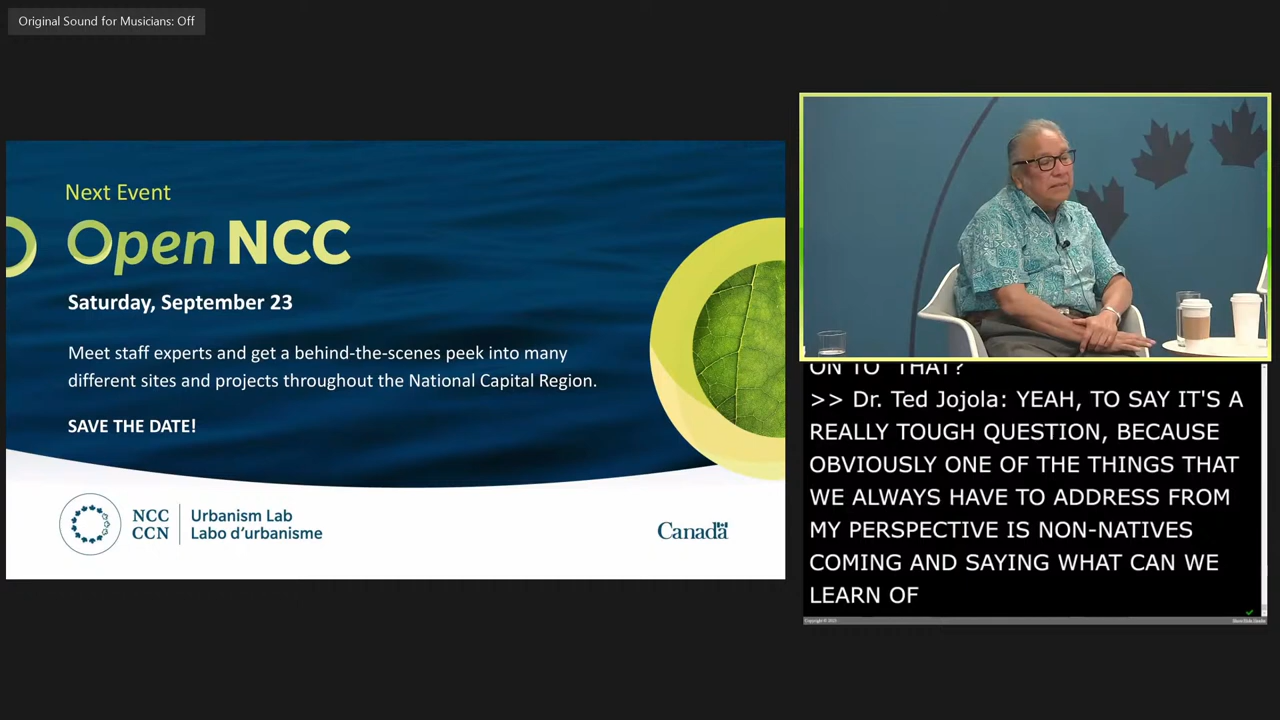 Original Sound for Musicians: Off
Next Event
Open NCC
Saturday, September 23
Meet staff experts and get a behind-the-scenes peek into many
different sites and projects throughout the National Capital Region.
SAVE THE DATE!
NCC
CCN
Urbanism Lab
Labo d'urbanisme
Canada
ON TO THAT?
>> Dr. Ted Jojola: YEAH, TO SAY IT'S A
REALLY TOUGH QUESTION, BECAUSE
OBVIOUSLY ONE OF THE THINGS THAT
WE ALWAYS HAVE TO ADDRESS FROM
MY PERSPECTIVE IS NON-NATIVES
COMING AND SAYING WHAT CAN WE
LEARN OF